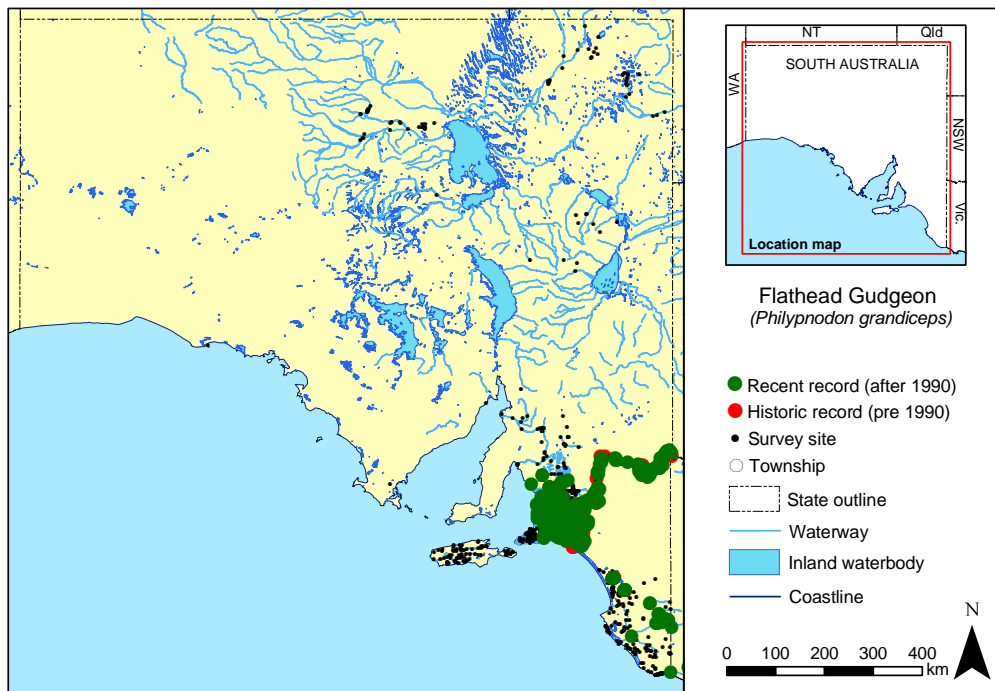 NT
Qld
SOUTH AUSTRALIA
WA
NSW
Vic.
Location map
Flathead Gudgeon
(Philypnodon grandiceps)
Recent record (after 1990)
Historic record (pre 1990)
Survey site
Township
State outline
Waterway
Inland waterbody
Coastline
N
0 100 200 300 400
km